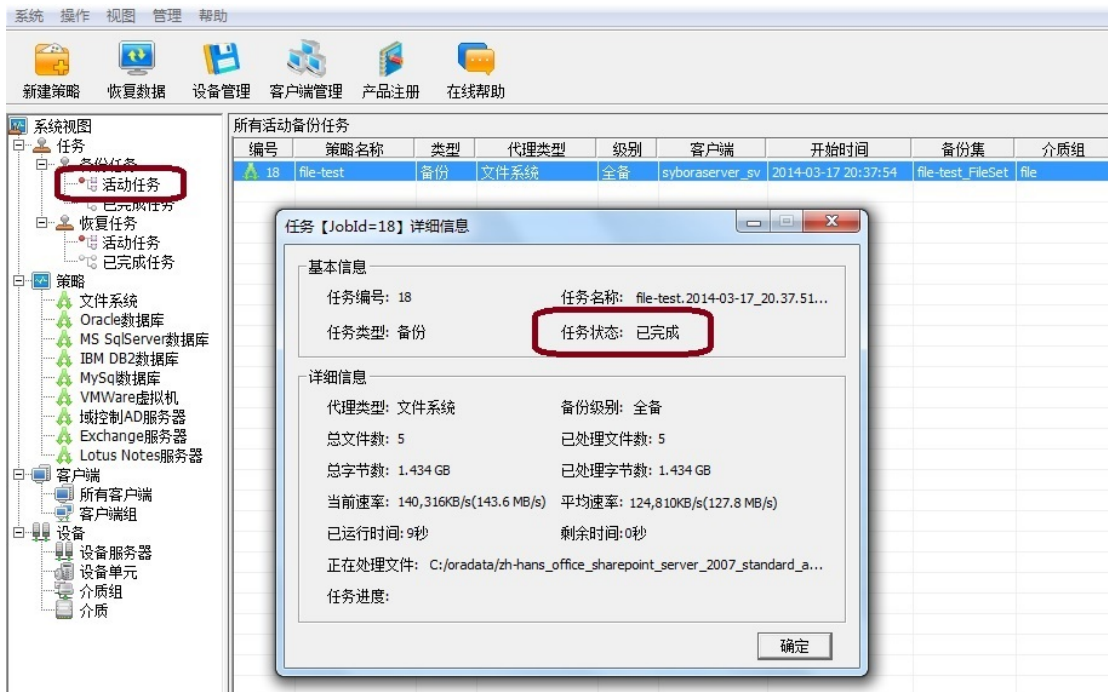 系统 操作 视图 管理 帮助
新建策略 恢复数据 设备管理 客户端管理 产品注册 在线帮助
系统视图
任务
备份任务
活动任务
已完成任务
恢复任务
活动任务
已完成任务
策略
文件系统
Oracle数据库
MS SqlServer数据库
IBM DB2数据库
MySql数据库
VMWare虚拟机
域控制AD服务器
Exchange服务器
Lotus Notes服务器
客户端
所有客户端
客户端组
设备
设备服务器
设备单元
介质组
介质
所有活动备份任务
编号 策略名称 类型 代理类型 级别 客户端 开始时间 备份集 介质组
18 file-test 备份 文件系统 全备 syboraserver_sv 2014-03-17 20:37:54 file-test_FileSet file
任务【JobId=18】详细信息
基本信息
任务编号: 18 任务名称: file-test.2014-03-17_20.37.51...
任务类型: 备份 任务状态: 已完成
详细信息
代理类型: 文件系统 备份级别: 全备
总文件数: 5 已处理文件数: 5
总字节数: 1.434 GB 已处理字节数: 1.434 GB
当前速率: 140,316KB/s(143.6 MB/s) 平均速率: 124,810KB/s(127.8 MB/s)
已运行时间:9秒 剩余时间:0秒
正在处理文件: C:/oradata/zh-hans_office_sharepoint_server_2007_standard_a...
任务进度:
确定